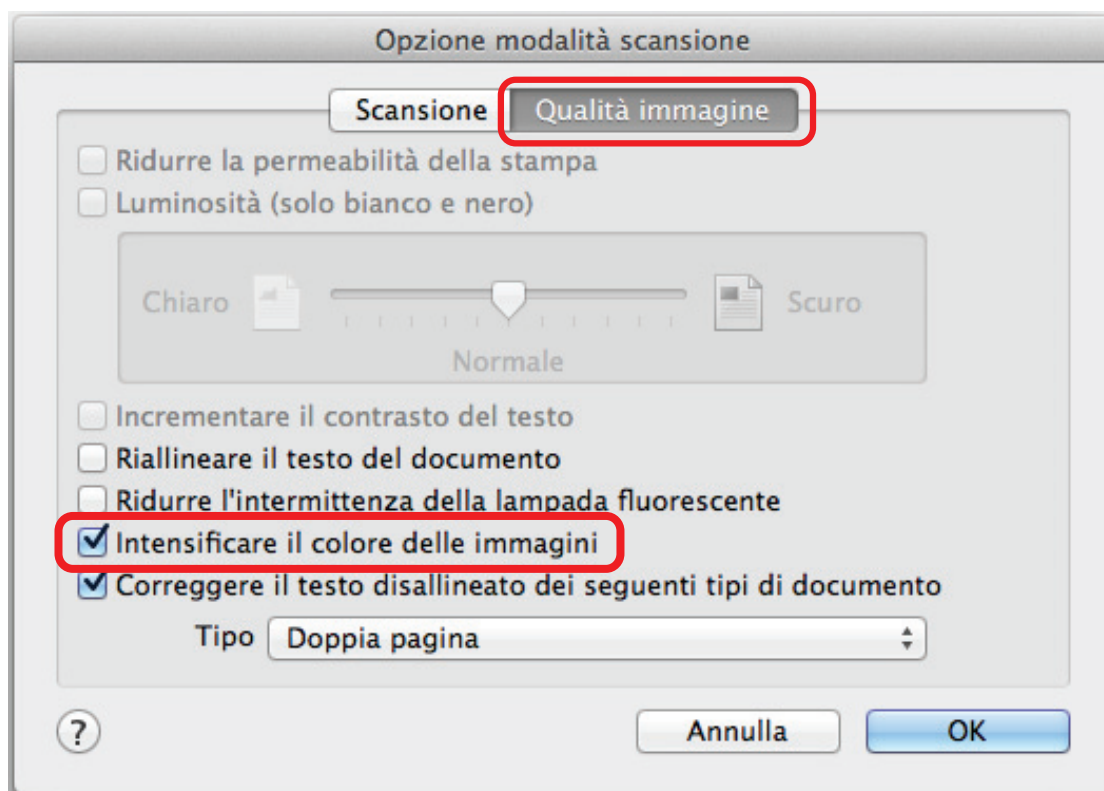 Opzione modalità scansione
Scansione Qualità immagine
Ridurre la permeabilità della stampa
Luminosità (solo bianco e nero)
Chiaro Scuro
Normale
Incrementare il contrasto del testo
Riallineare il testo del documento
Ridurre l'intermittenza della lampada fluorescente
Intensificare il colore delle immagini
Correggere il testo disallineato dei seguenti tipi di documento
Tipo Doppia pagina
? Annulla OK